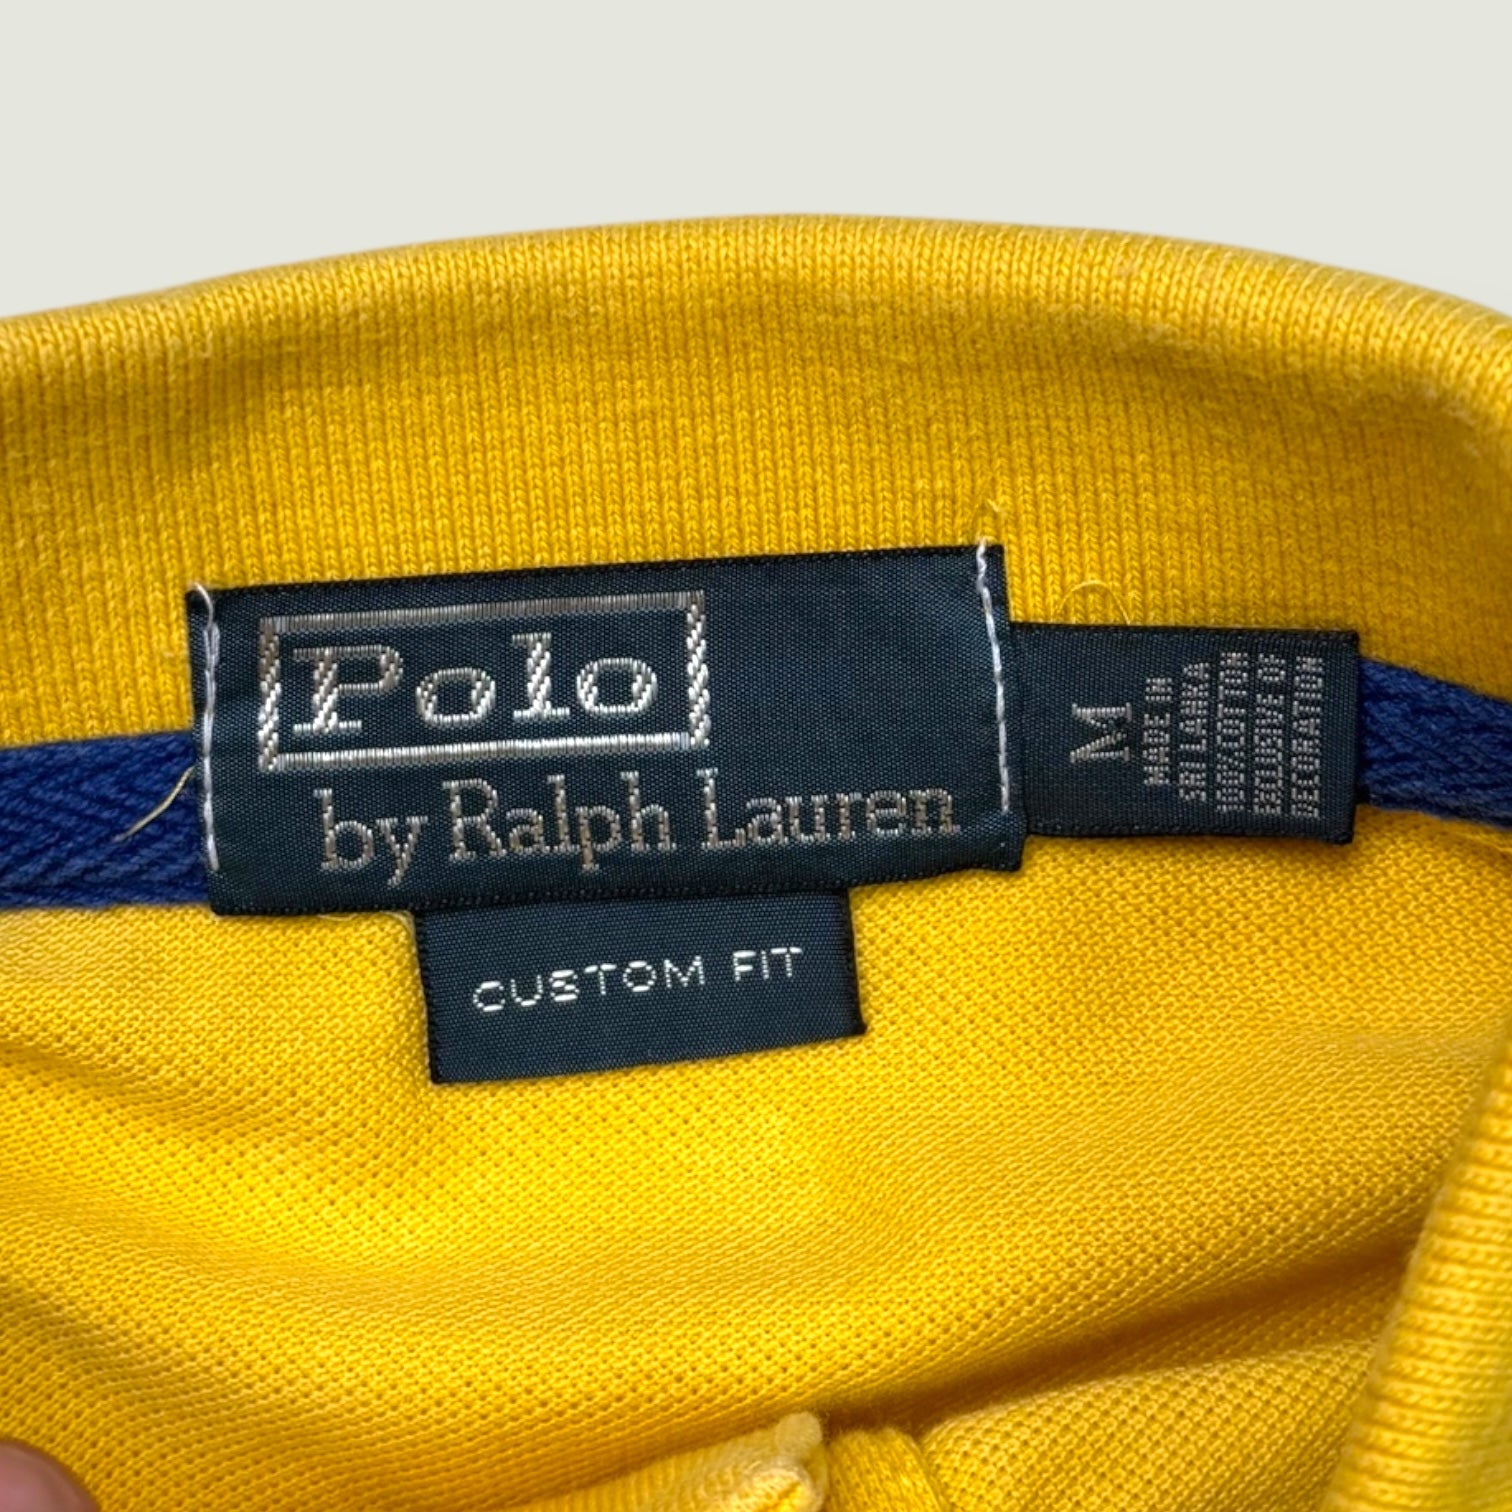 Polo
by Ralph Lauren
CUSTOM FIT
M
MADE IN
SRI LANKA
100% COTTON
EXCLUSIVE OF
DECORATION